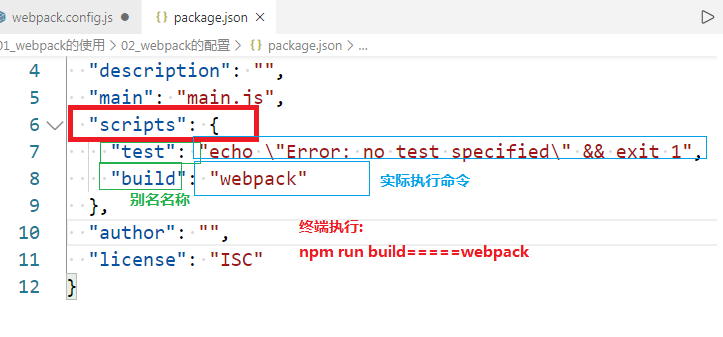 webpack.config.js
package.json
01_webpack的使用 > 02_webpack的配置 > package.json > ...
4 "description": "",
5 "main": "main.js",
6 "scripts": {
7 "test": "echo \"Error: no test specified\" && exit 1",
8 "build": "webpack" 实际执行命令
别名名称
9 },
10 "author": "", 终端执行:
11 "license": "ISC" npm run build=====webpack
12 }